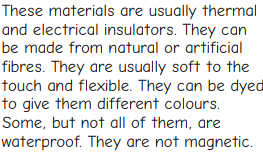 These materials are usually thermal
and electrical insulators. They can
be made from natural or artificial
fibres. They are usually soft to the
touch and flexible. They can be dyed
to give them different colours.
Some, but not all of them, are
waterproof. They are not magnetic.